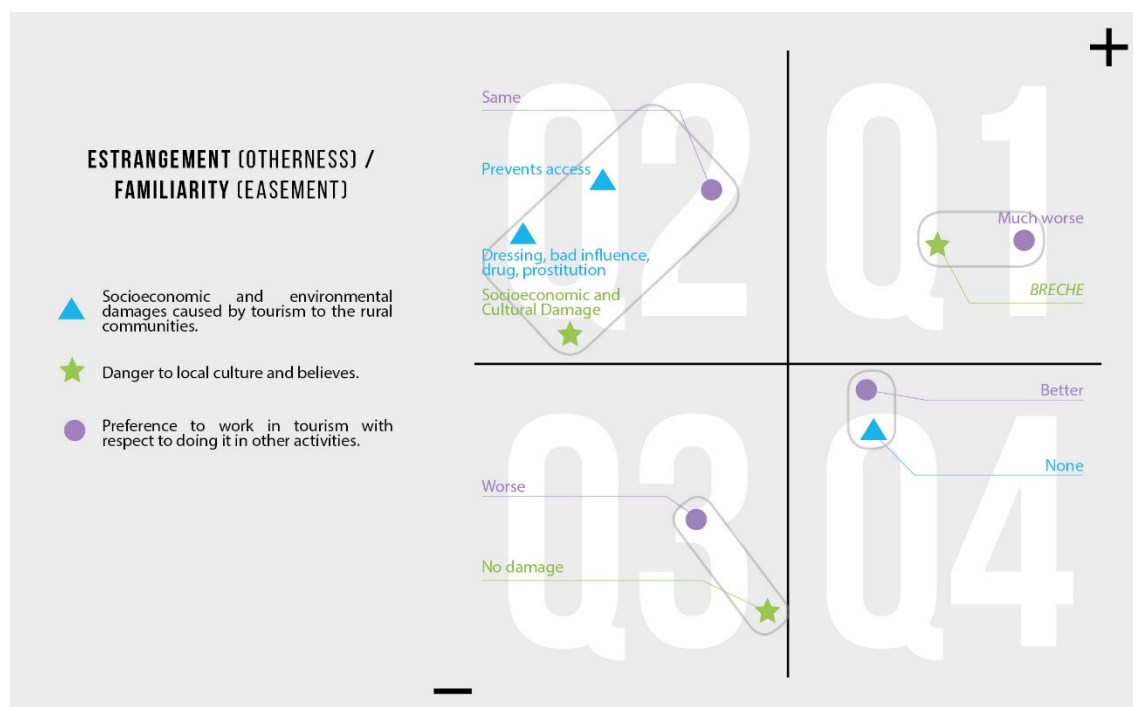 ESTRANGEMENT (OTHERNESS) /
FAMILIARITY (EASEMENT)
Socioeconomic and environmental
damages caused by tourism to the rural
communities.
Danger to local culture and believes.
Preference to work in tourism with
respect to doing it in other activities.
+
Q2
Same
Prevents access
Dressing, bad influence,
drug, prostitution
Socioeconomic and
Cultural Damage
Q1
Much worse
BRECHE
Q3
Worse
No damage
Q4
Better
None
−